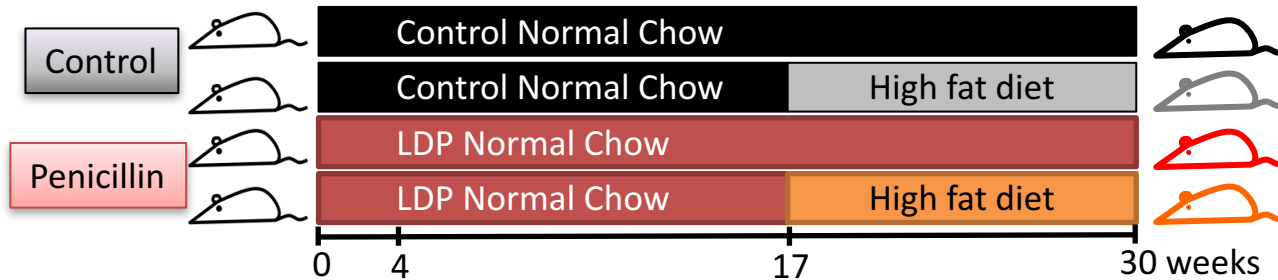 Control
Control Normal Chow
Control Normal Chow
High fat diet
Penicillin
LDP Normal Chow
LDP Normal Chow
High fat diet
0 4 17 30 weeks